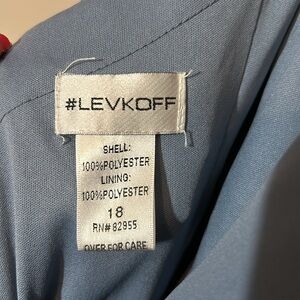 #LEVKOFF
SHELL:
100%POLYESTER
LINING:
100%POLYESTER
18
RN# 82955
OVER FOR CARE